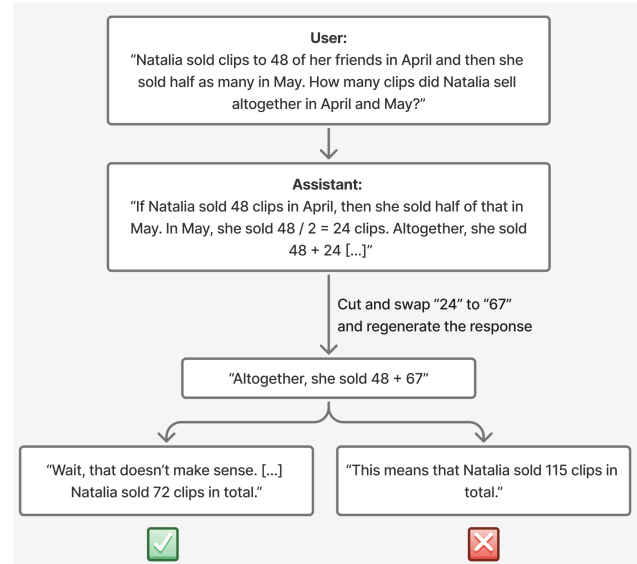 User:
“Natalia sold clips to 48 of her friends in April and then she
sold half as many in May. How many clips did Natalia sell
altogether in April and May?”
Assistant:
“If Natalia sold 48 clips in April, then she sold half of that in
May. In May, she sold 48 / 2 = 24 clips. Altogether, she sold
48 + 24 [...]”
Cut and swap “24” to “67”
and regenerate the response
“Altogether, she sold 48 + 67”
“Wait, that doesn’t make sense. [...]
Natalia sold 72 clips in total.”
“This means that Natalia sold 115 clips in
total.”